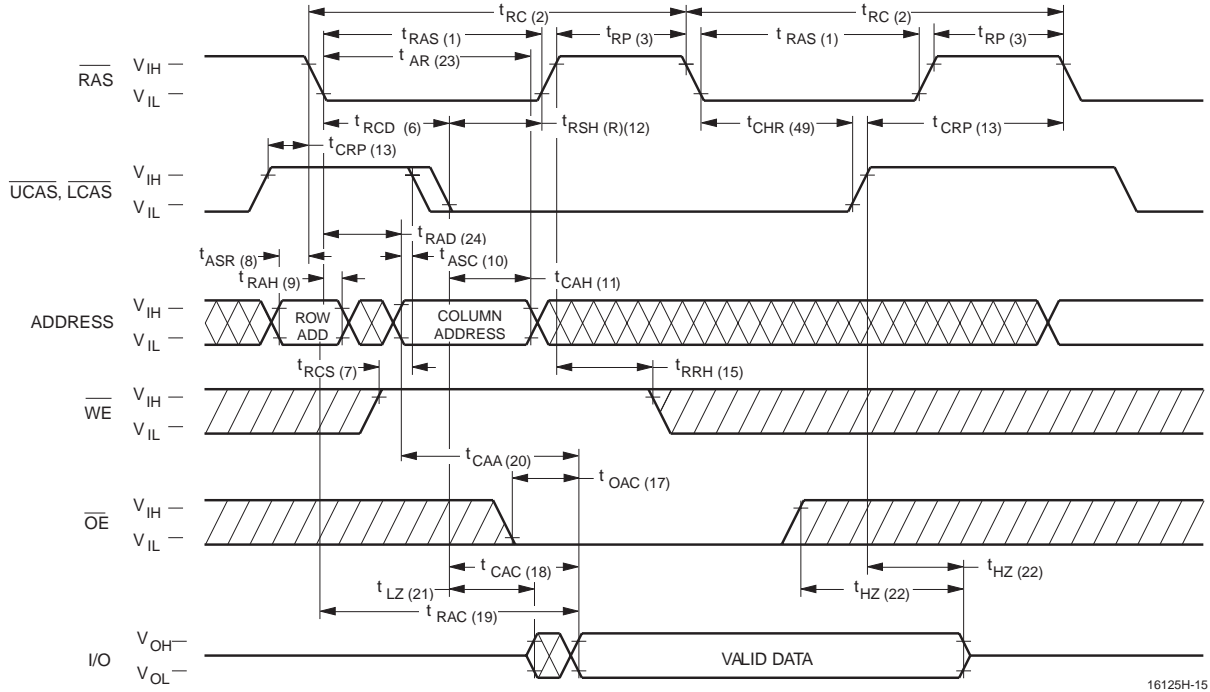 t RC (2) t RC (2)
t RAS (1) t RP (3) t RAS (1) t RP (3)
t AR (23)
RAS
V IH
V IL
t RCD (6) t RSH (R)(12) t CHR (49) t CRP (13)
t CRP (13)
UCAS, LCAS
V IH
V IL
t RAD (24)
t ASR (8) t ASC (10)
t RAH (9) t CAH (11)
ADDRESS
V IH
V IL
ROW
ADD
COLUMN
ADDRESS
t RCS (7) t RRH (15)
WE
V IH
V IL
t CAA (20)
t OAC (17)
OE
V IH
V IL
t CAC (18) t HZ (22)
t LZ (21) t HZ (22)
t RAC (19)
I/O
V OH
V OL
VALID DATA
16125H-15